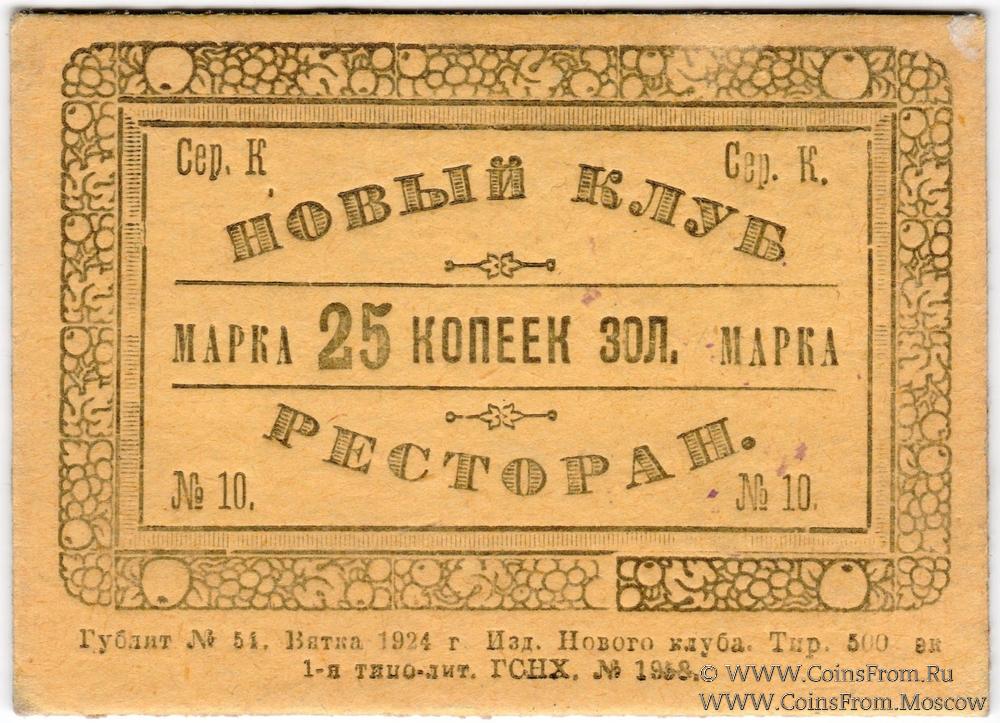 Сер. К Сер. К.
НОВЫЙ КЛУБ
МАРКА 25 КОПЕЕК ЗОЛ. МАРКА
РЕСТОРАН.
№ 10. № 10.
Гублит № 51. Вятка 1924 г Изд. Нового клуба. Тир. 500 эк
1-я типо-лит. ГСНХ. №
© WWW.CoinsFrom.Ru
WWW.CoinsFrom.Moscow